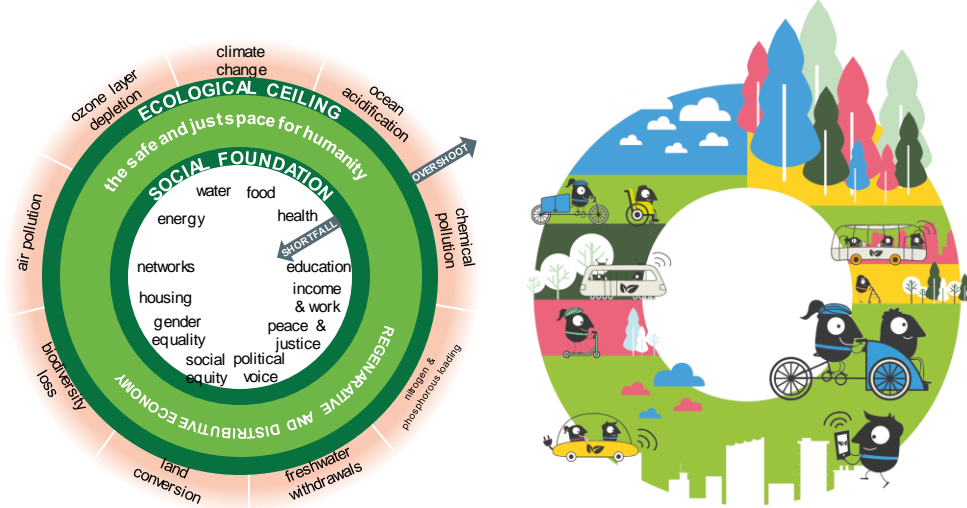 climate
change
ozone layer
depletion
ocean
acidification
ECOLOGICAL CEILING
the safe and just space for humanity
OVERSHOOT
SOCIAL FOUNDATION
water
food
energy
health
SHORTFALL
air pollution
chemical
pollution
networks
education
housing
income
& work
gender
equality
peace &
justice
social
equity
political
voice
biodiversity
loss
nitrogen &
phosphorous loading
REGENARATIVE AND DISTRIBUTIVE ECONOMY
land
conversion
freshwater
withdrawals